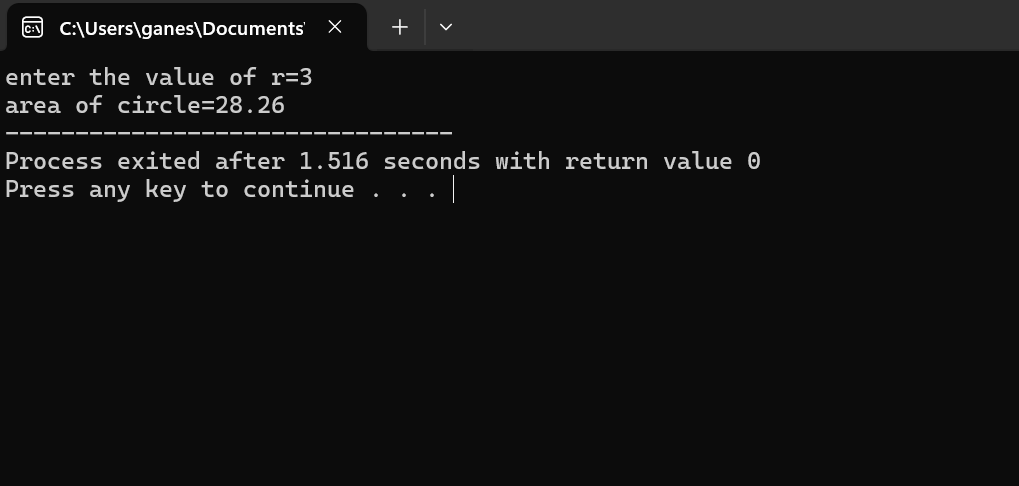 C:\Users\ganes\Documents'
enter the value of r=3
area of circle=28.26
--------------------------------
Process exited after 1.516 seconds with return value 0
Press any key to continue . . .